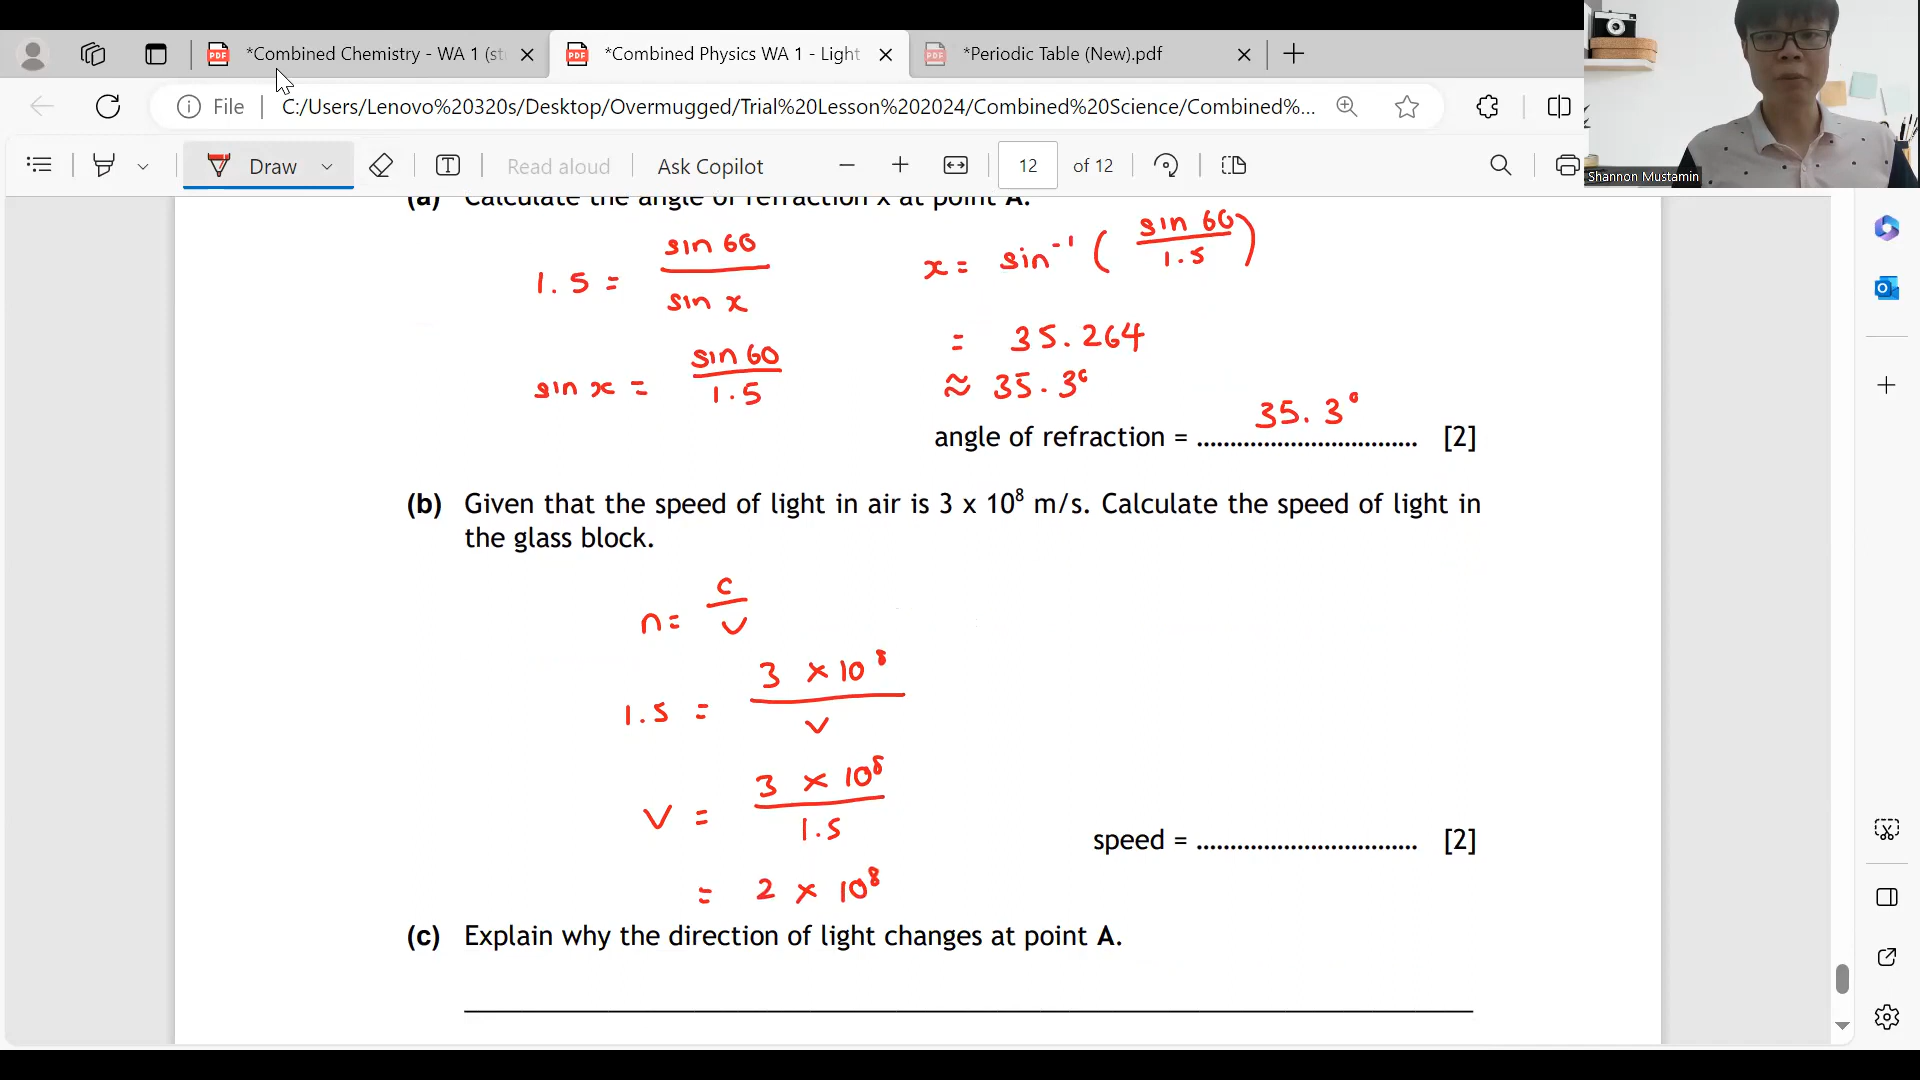 *Combined Chemistry - WA 1 (st
*Combined Physics WA 1 - Light
*Periodic Table (New).pdf
File
C:/Users/Lenovo%20320s/Desktop/Overmugged/Trial%20Lesson%202024/Combined%20Science/Combined%...
Draw
Read aloud
Ask Copilot
12 of 12
Shannon Mustamin
(a) Calculate the angle of refraction x at point A.
1.5 = sin 60 / sin x
sin x = sin 60 / 1.5
x = sin⁻¹ ( sin 60 / 1.5 )
= 35.264
≈ 35.3°
35.3°
angle of refraction = ................................. [2]
(b) Given that the speed of light in air is 3 x 10⁸ m/s. Calculate the speed of light in
the glass block.
n = c / v
1.5 = 3 × 10⁸ / v
v = 3 × 10⁸ / 1.5
= 2 × 10⁸
speed = ................................. [2]
(c) Explain why the direction of light changes at point A.